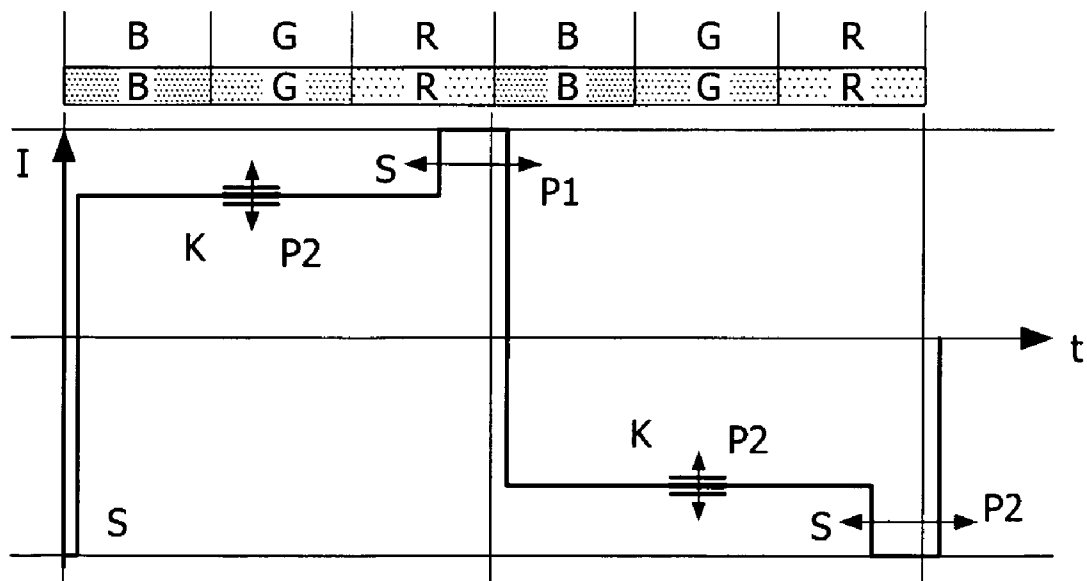 B G R B G R
B G R B G R
I
S
P1
K P2
t
K P2
S
S P2